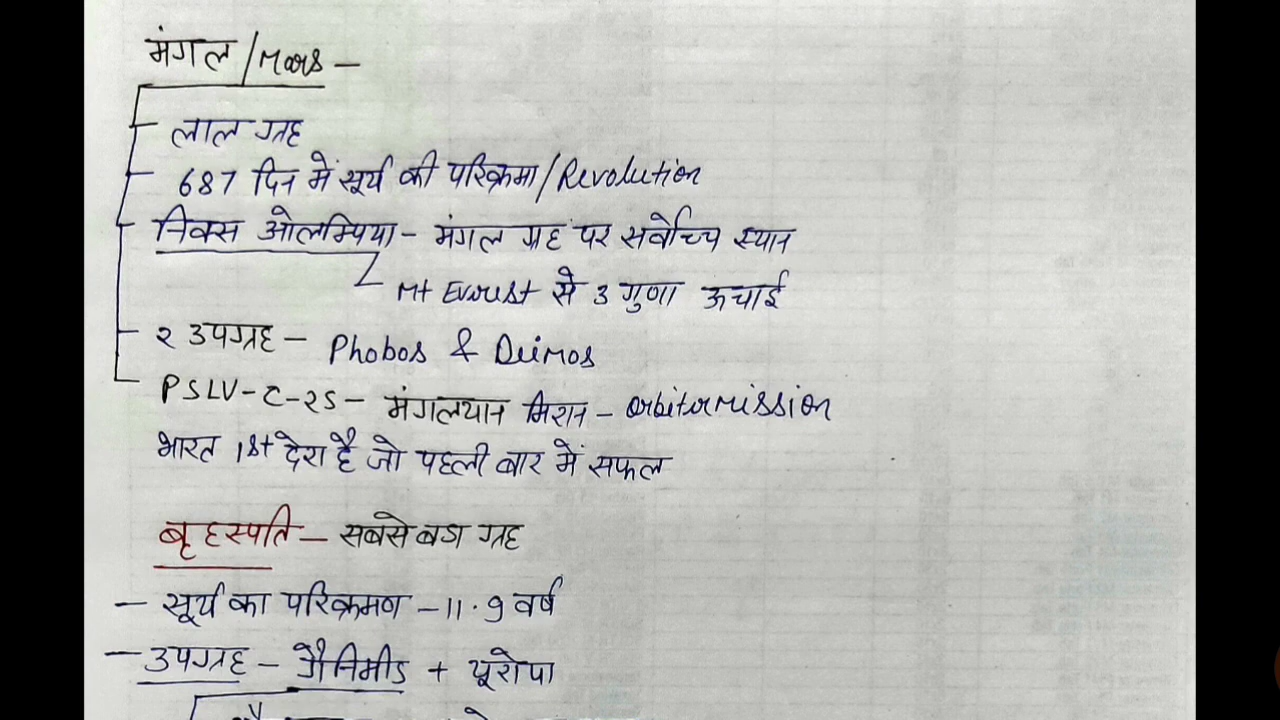 मंगल /Mars –
लाल ग्रह
687 दिन में सूर्य की परिक्रमा/Revolution
निक्स ओलम्पिया – मंगल ग्रह पर सर्वोच्च स्थान
Mt Everest से 3 गुणा ऊचाई
२ उपग्रह – Phobos & Deimos
PSLV-C-25 – मंगलयान मिशन – orbitermission
भारत 1st देश है जो पहली बार में सफल
बृहस्पति – सबसे बड़ा ग्रह
– सूर्य का परिक्रमण – 11.9 वर्ष
– उपग्रह – गैनिमीड + यूरोपा